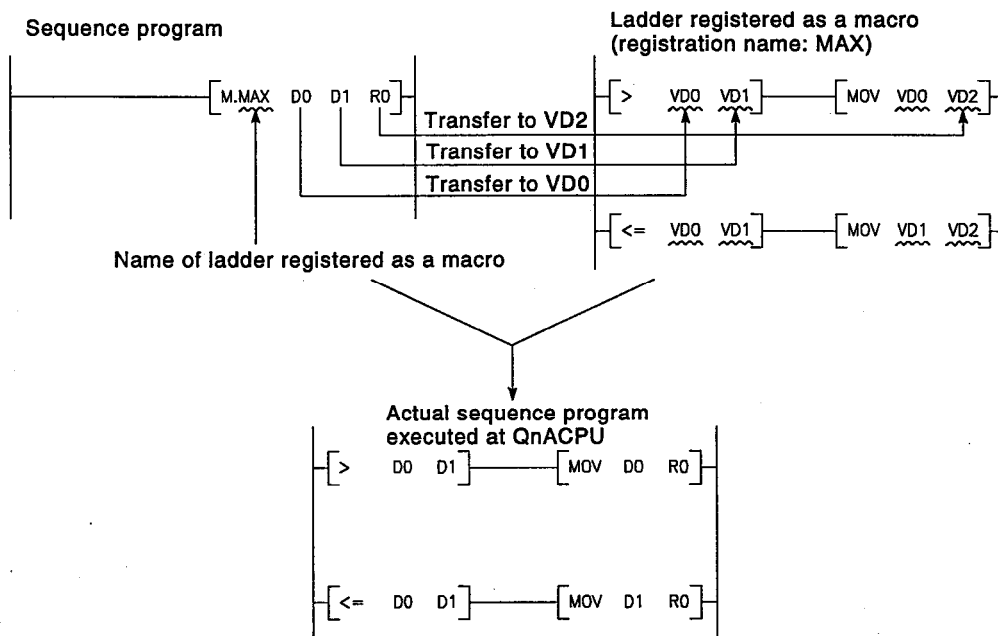 Sequence program
Ladder registered as a macro
(registration name: MAX)
M.MAX D0 D1 R0
> VD0 VD1 MOV VD0 VD2
Transfer to VD2
Transfer to VD1
Transfer to VD0
<= VD0 VD1 MOV VD1 VD2
Name of ladder registered as a macro
Actual sequence program
executed at QnACPU
> D0 D1 MOV D0 R0
<= D0 D1 MOV D1 R0